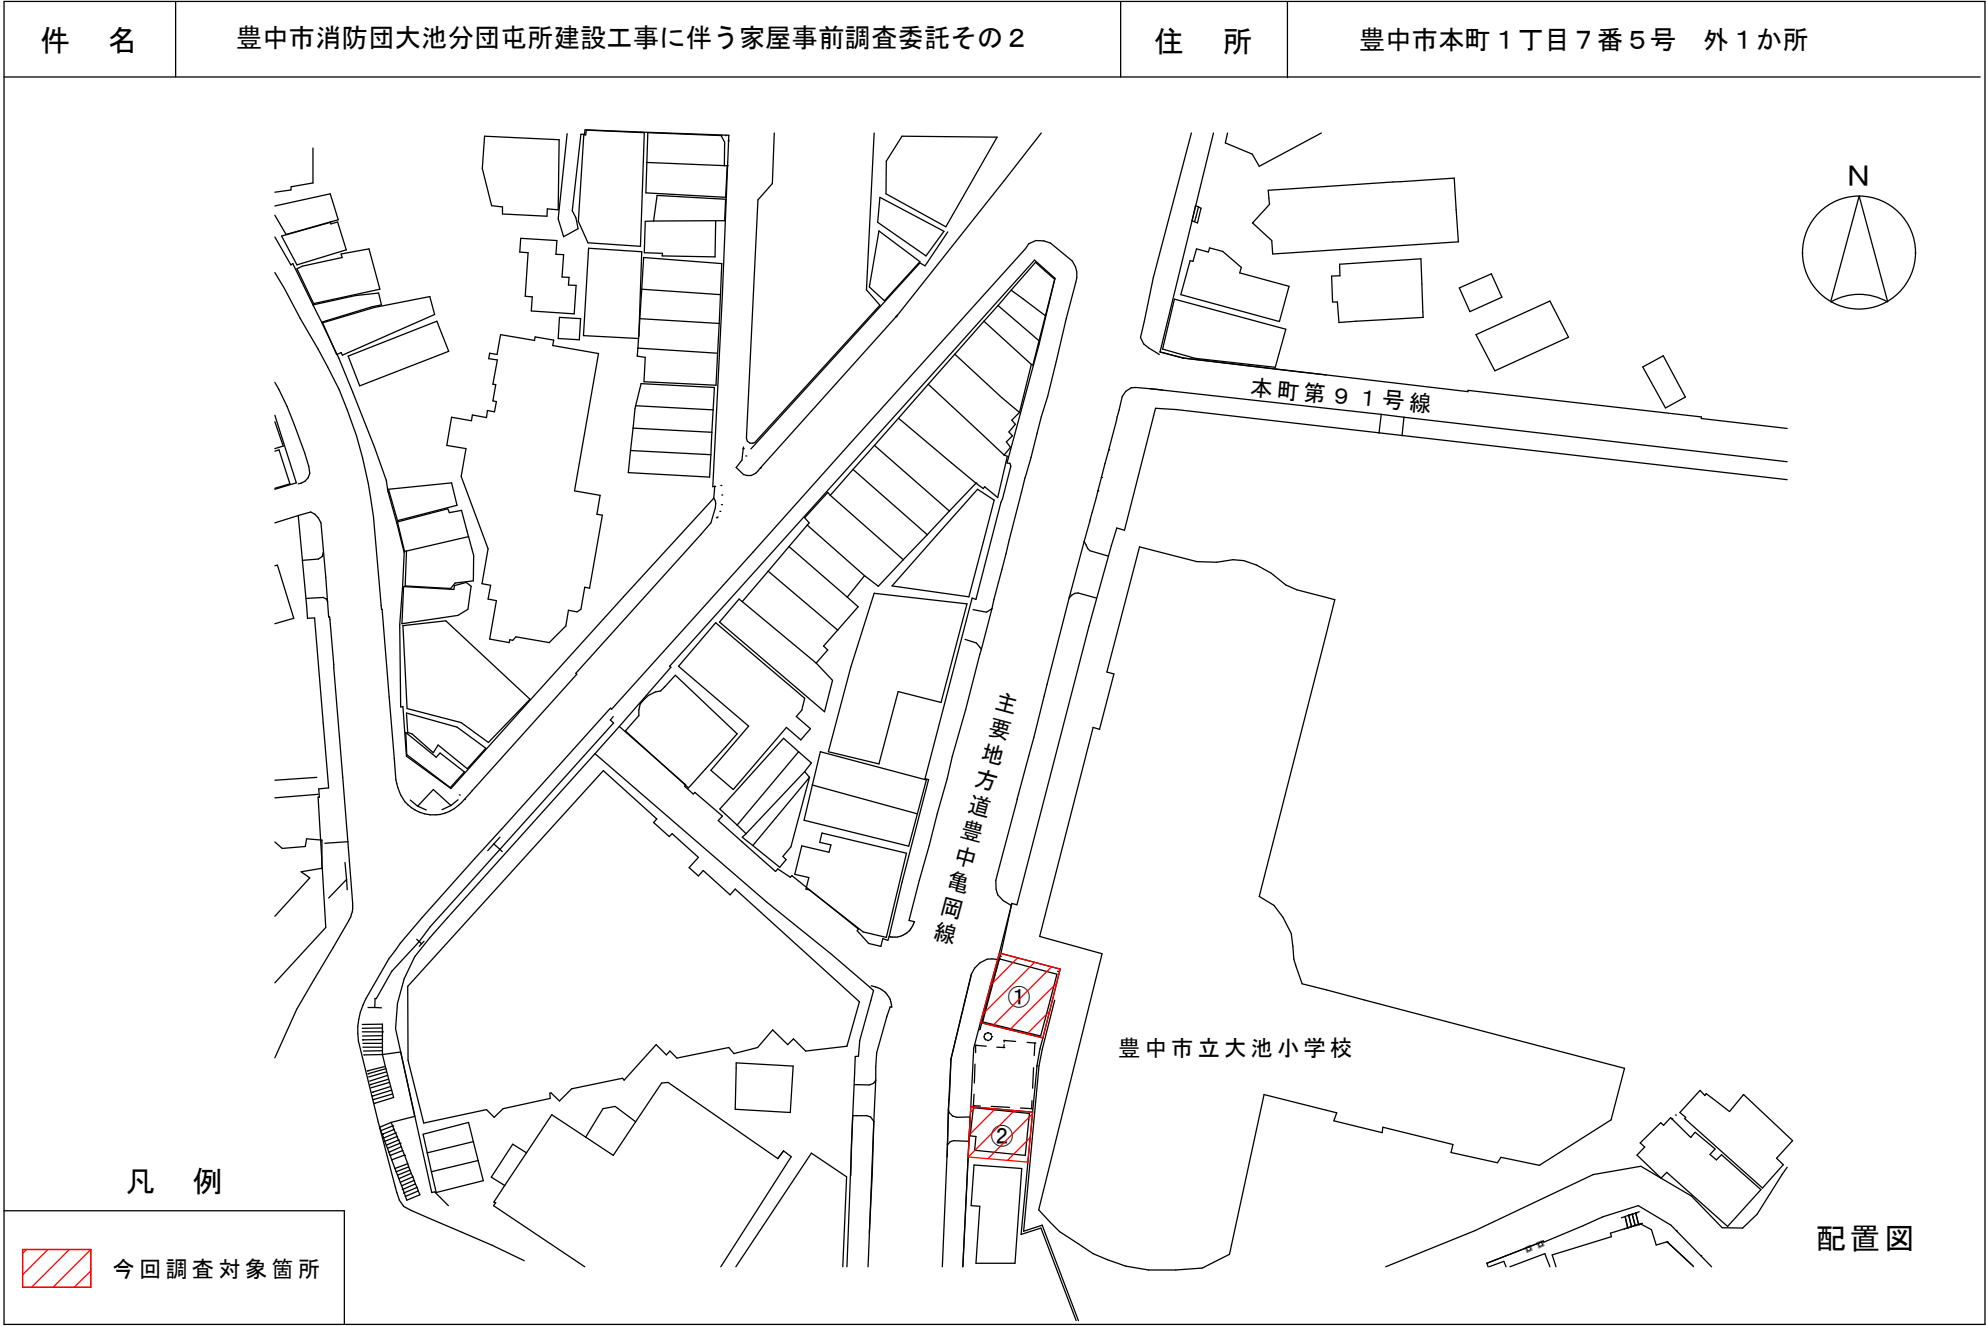 件　名
豊中市消防団大池分団屯所建設工事に伴う家屋事前調査委託その２
住　所
豊中市本町１丁目７番５号　外１か所
N
本町第９１号線
主要地方道豊中亀岡線
①
豊中市立大池小学校
②
凡　例
今回調査対象箇所
配置図